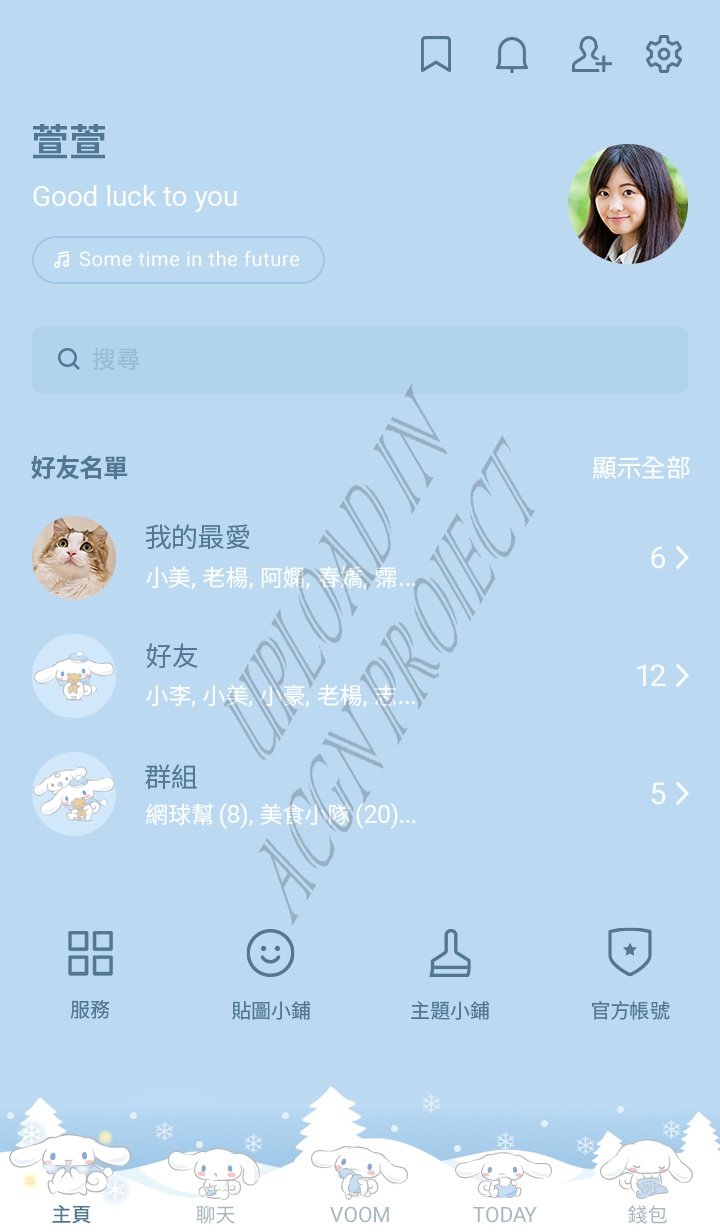 萱萱
Good luck to you
Some time in the future
搜尋
好友名單
顯示全部
我的最愛
小美, 老楊, 阿嫻, 春嬌, 霈...
6
好友
小李, 小美, 小豪, 老楊, 志...
12
群組
網球幫 (8), 美食小隊 (20)...
5
UPLOAD IN
ACGN PROJECT
服務
貼圖小鋪
主題小鋪
官方帳號
主頁
聊天
VOOM
TODAY
錢包